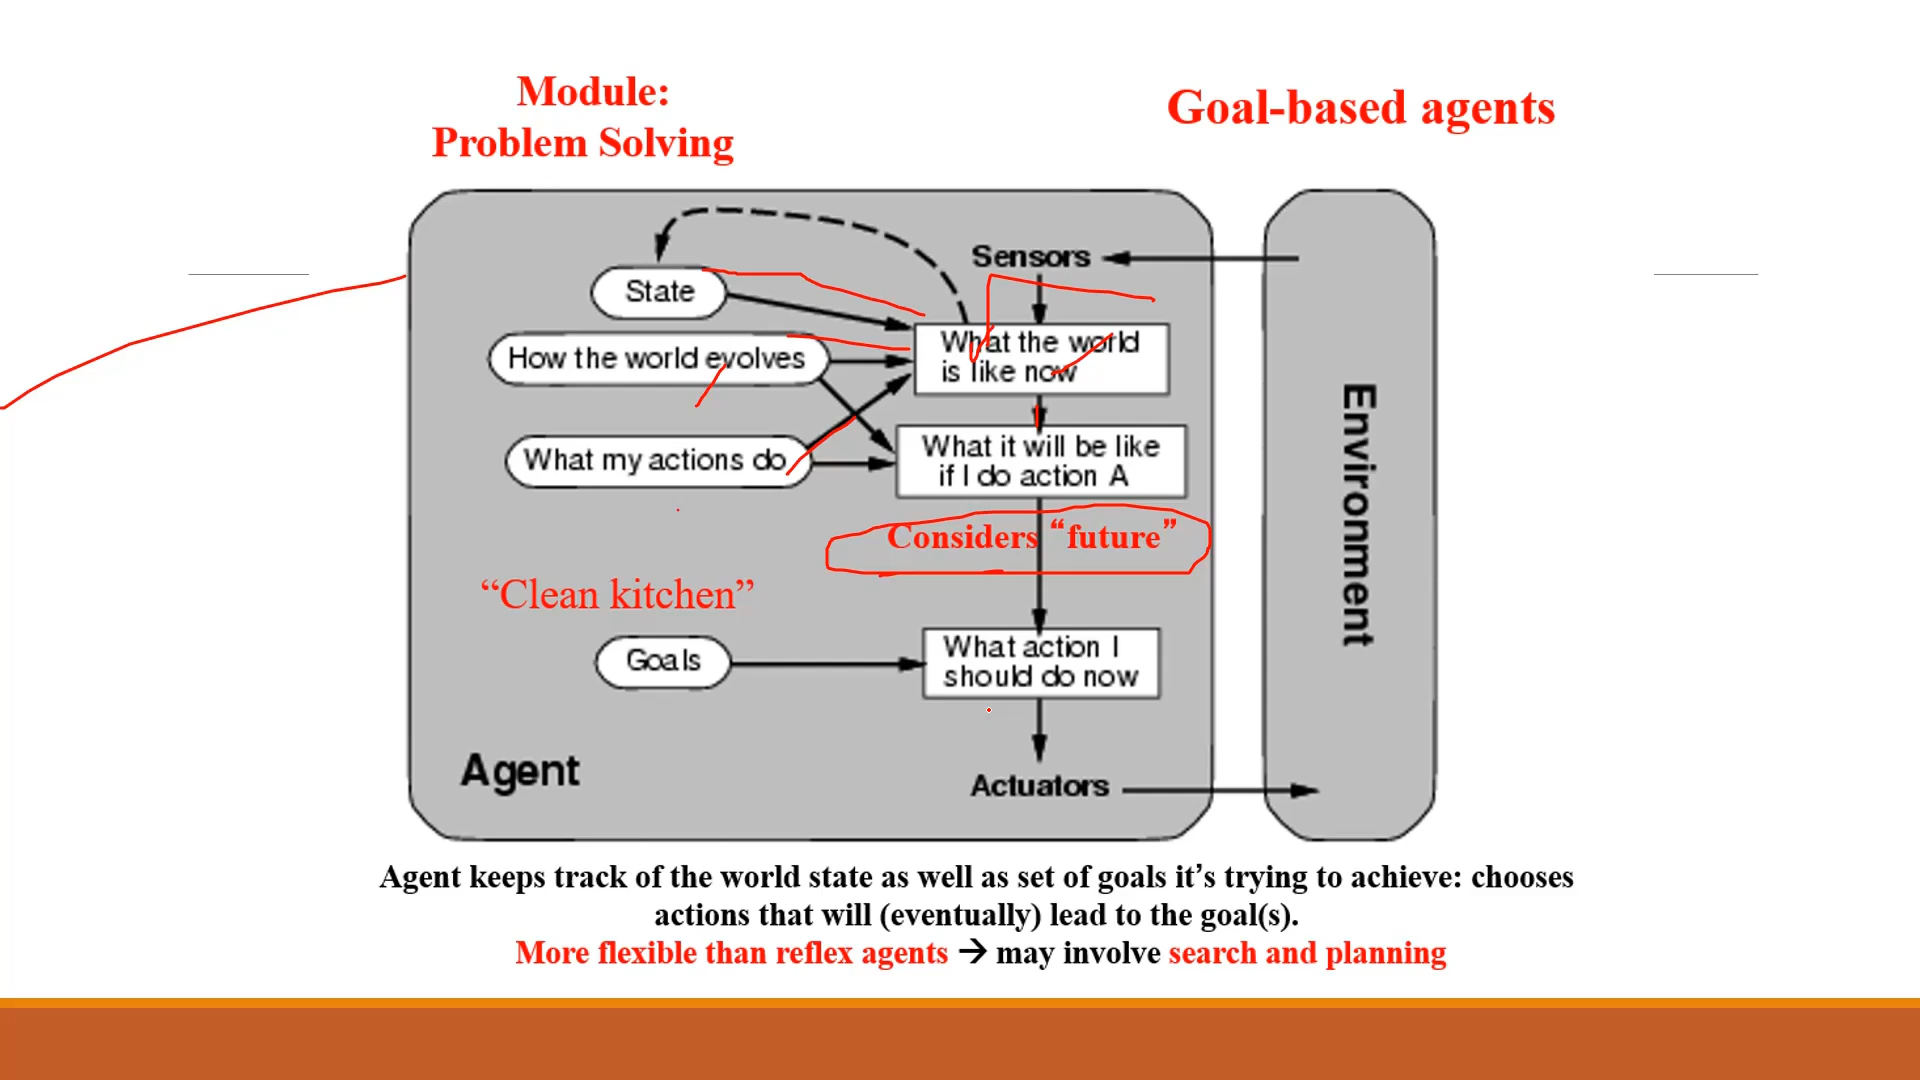 Module:
Problem Solving
Goal-based agents
Sensors
State
What the world
is like now
How the world evolves
What it will be like
if I do action A
What my actions do
Considers “future”
“Clean kitchen”
What action I
should do now
Goals
Agent
Actuators
Environment
Agent keeps track of the world state as well as set of goals it’s trying to achieve: chooses
actions that will (eventually) lead to the goal(s).
More flexible than reflex agents → may involve search and planning